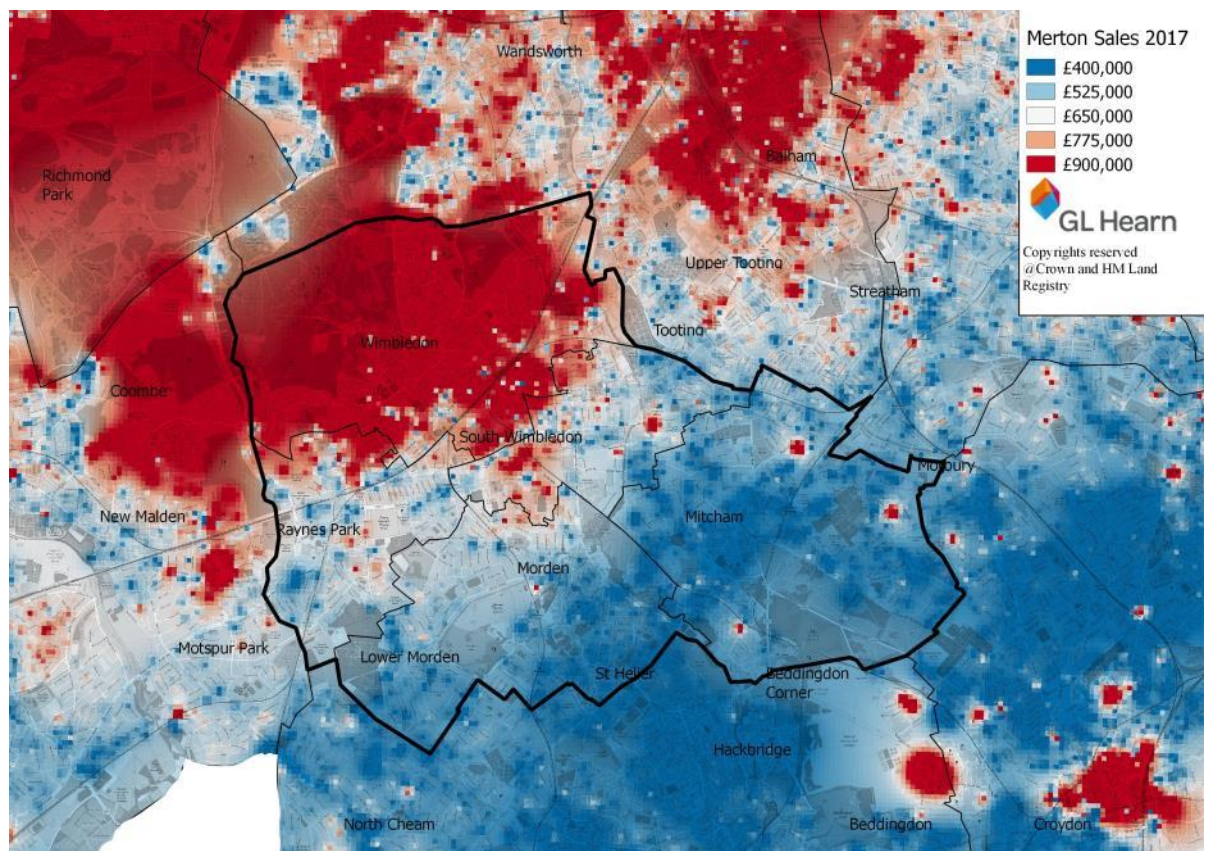 Merton Sales 2017
£400,000
£525,000
£650,000
£775,000
£900,000
GL Hearn
Copyrights reserved
@Crown and HM Land
Registry
Wandsworth
Balham
Richmond
Park
Upper Tooting
Streatham
Tooting
Wimbledon
Coombe
South Wimbledon
Norbury
New Malden
Raynes Park
Mitcham
Morden
Motspur Park
Lower Morden
St Helier
Beddingdon
Corner
Hackbridge
North Cheam
Beddingdon
Croydon